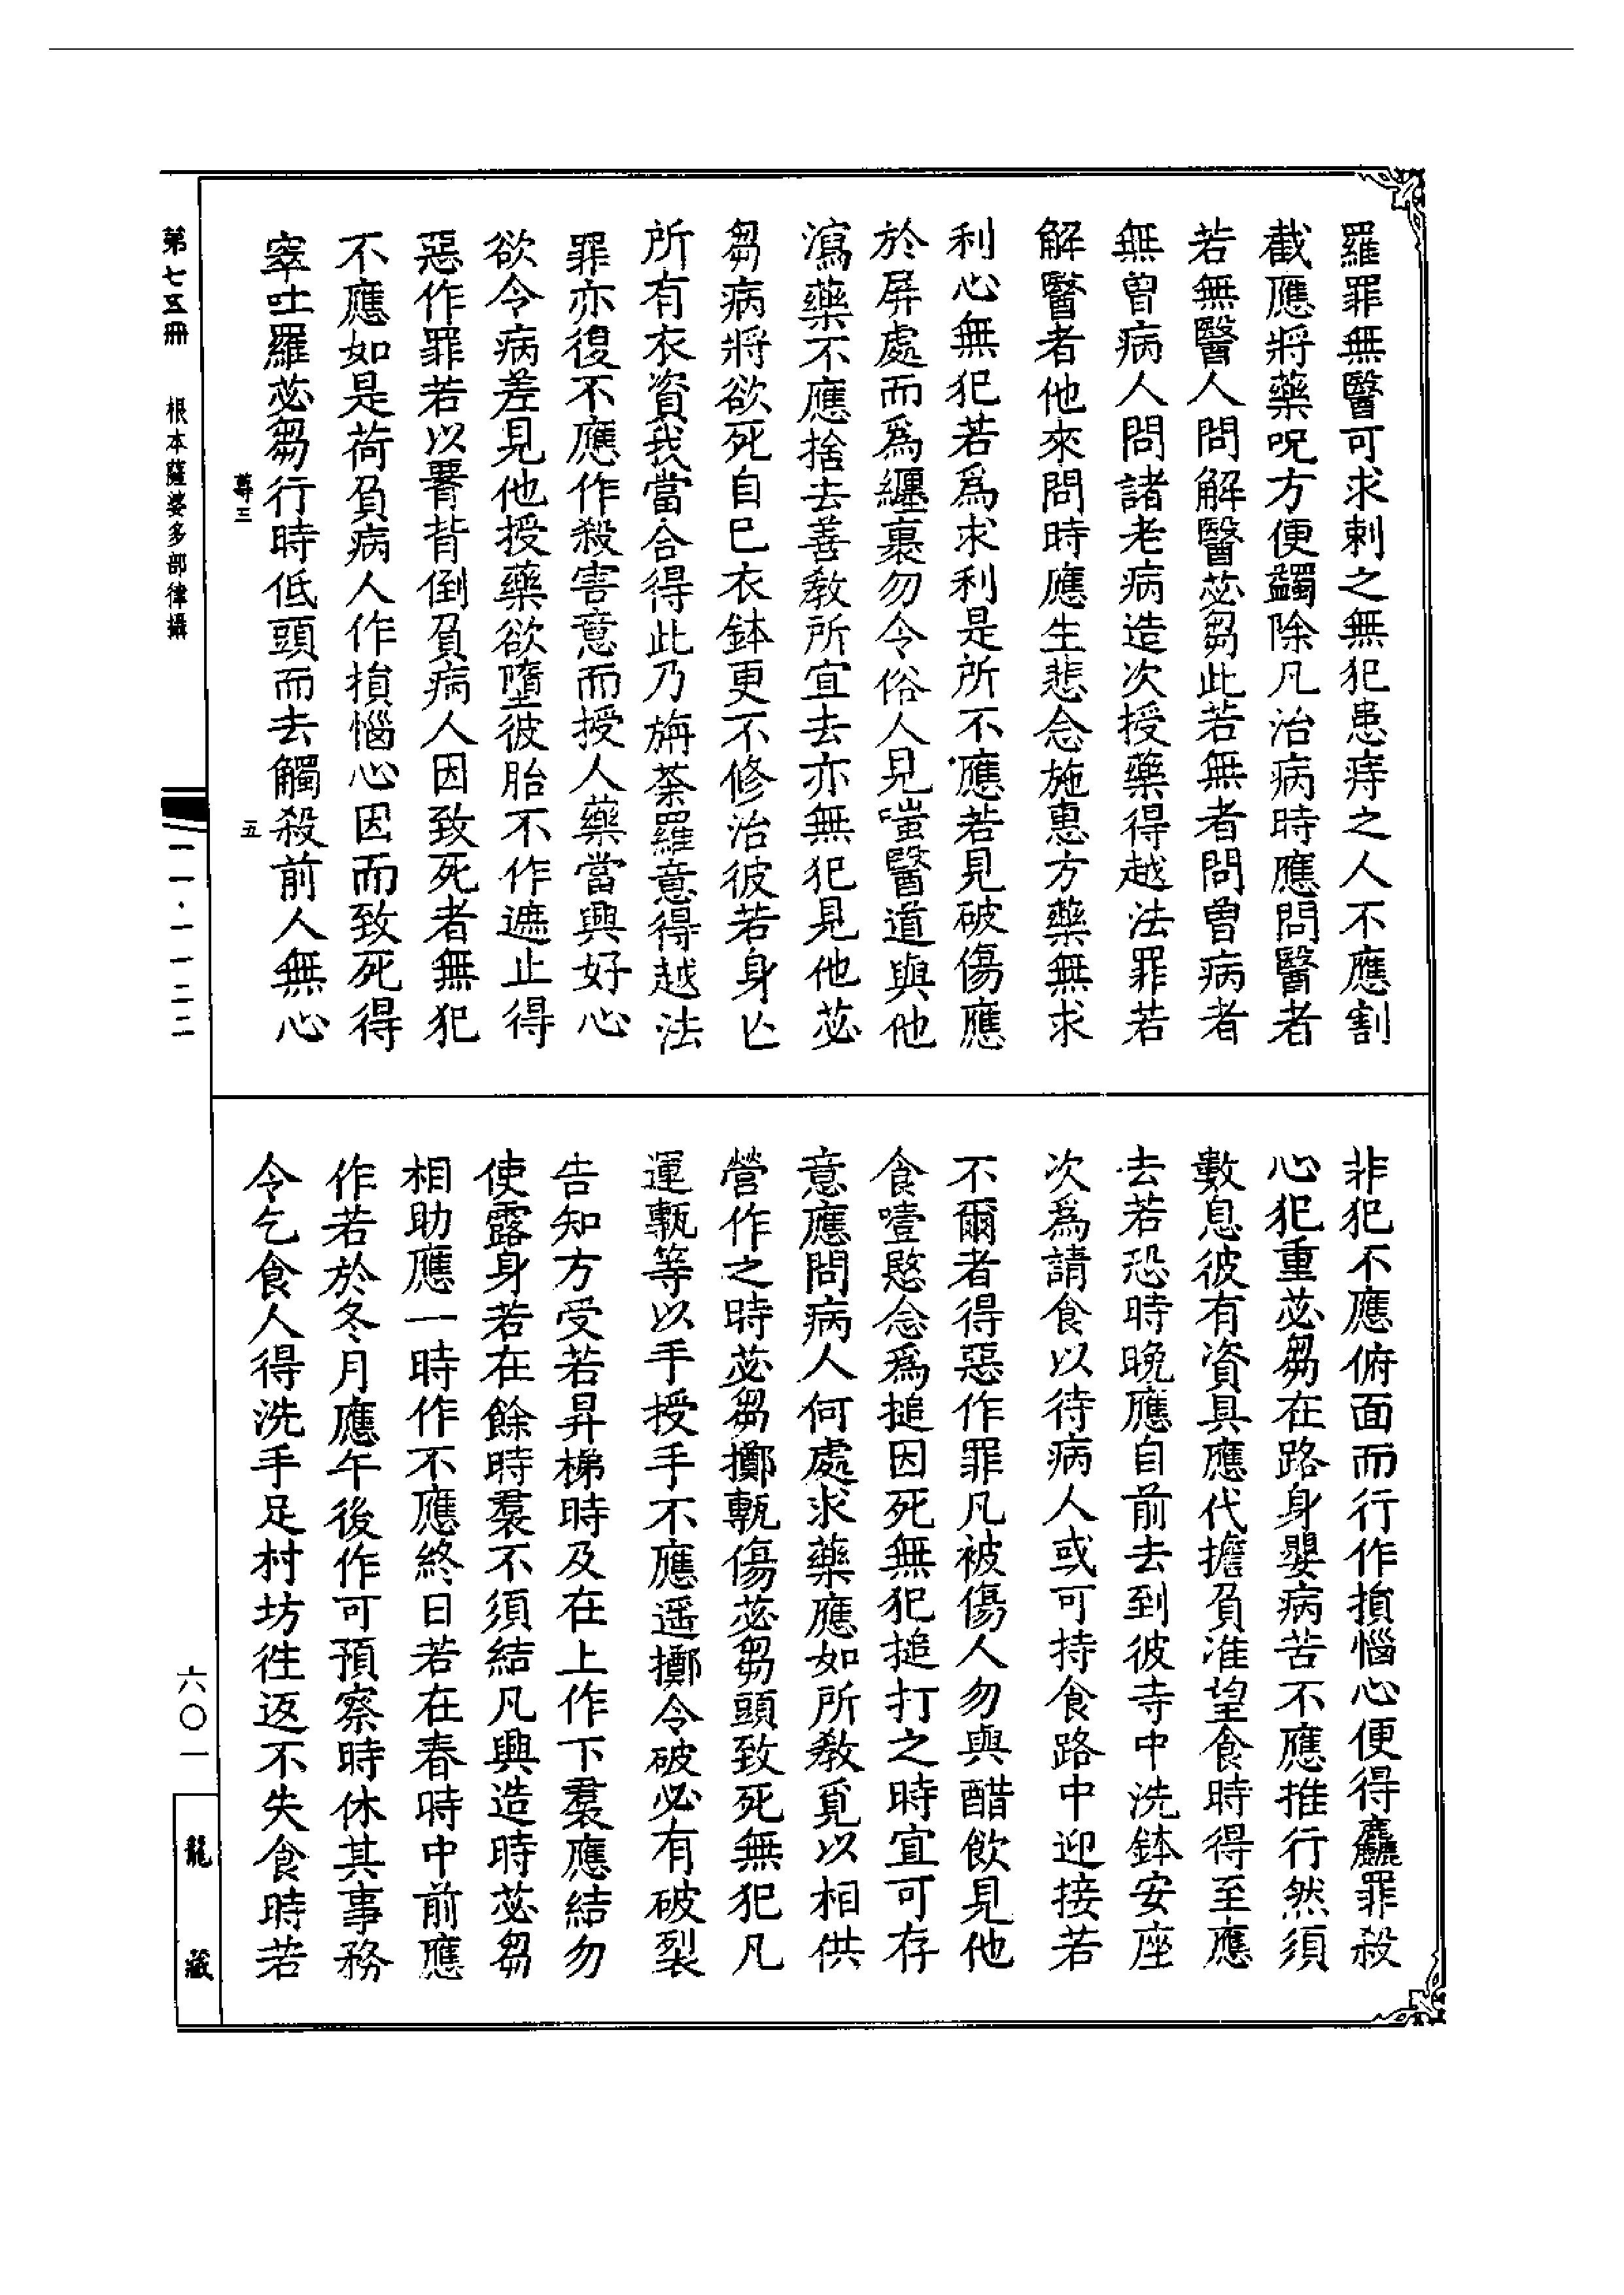 羅罪無醫可求刺之無犯患痔之人不應割
截應將藥呪方便蠲除凡治病時應問醫者
若無醫人問解醫苾芻此若無者問曾病者
無曾病人問諸老病造次授藥得越法罪若
解醫者他來問時應生悲念施惠方藥無求
利心無犯若爲求利是所不應若見破傷應
於屏處而爲纏裹勿令俗人見嗤醫道與他
瀉藥不應捨去善教所宜去亦無犯見他苾
芻病將欲死自己衣鉢更不修治彼若身亡
所有衣資我當合得此乃旃荼羅意得越法
罪亦復不應作殺害意而授人藥當興好心
欲令病差見他授藥欲墮彼胎不作遮止得
惡作罪若以脊背倒負病人因致死者無犯
不應如是荷負病人作損惱心因而致死得
窣吐羅苾芻行時低頭而去觸殺前人無心
非犯不應俯面而行作損惱心便得麤罪殺
心犯重苾芻在路身嬰病苦不應推行然須
數息彼有資具應代擔負准望食時得至應
去若恐時晚應自前去到彼寺中洗鉢安座
次爲請食以待病人或可持食路中迎接若
不爾者得惡作罪凡被傷人勿與醋飲見他
食噎愍念爲搥因死無犯搥打之時宜可存
意應問病人何處求藥應如所教覓以相供
營作之時苾芻擲甎傷苾芻頭致死無犯凡
運甎等以手授手不應遥擲令破必有破裂
告知方受若昇梯時及在上作下裠應結勿
使露身若在餘時裠不須結凡興造時苾芻
相助應一時作不應終日若在春時中前應
作若於冬月應午後作可預察時休其事務
令乞食人得洗手足村坊往返不失食時若
第七五冊
根本薩婆多部律攝
尊三
五
一一一·一一二二
六〇一
龍藏